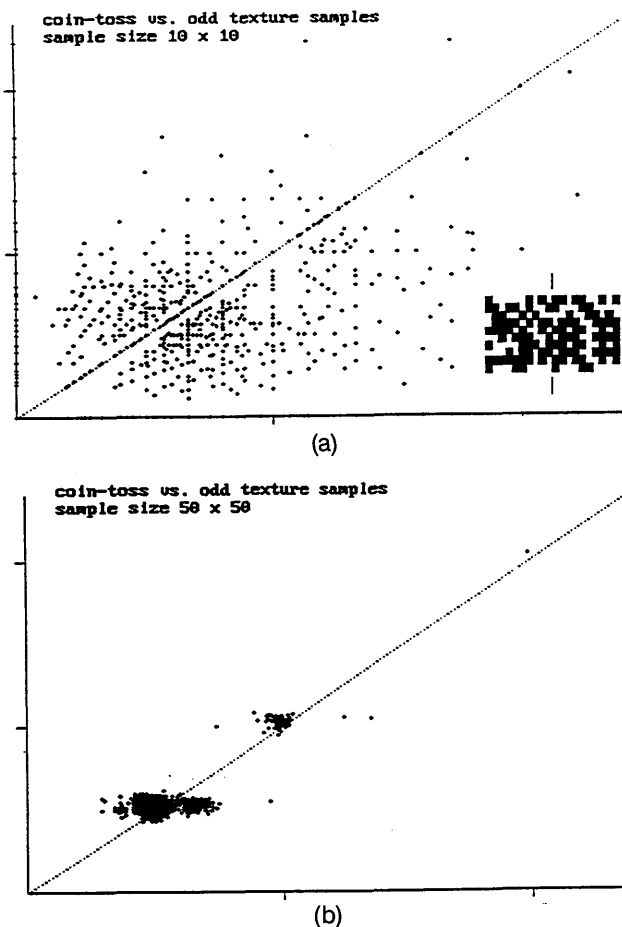 coin-toss vs. odd texture samples
sample size 10 x 10
(a)
coin-toss vs. odd texture samples
sample size 50 x 50
(b)